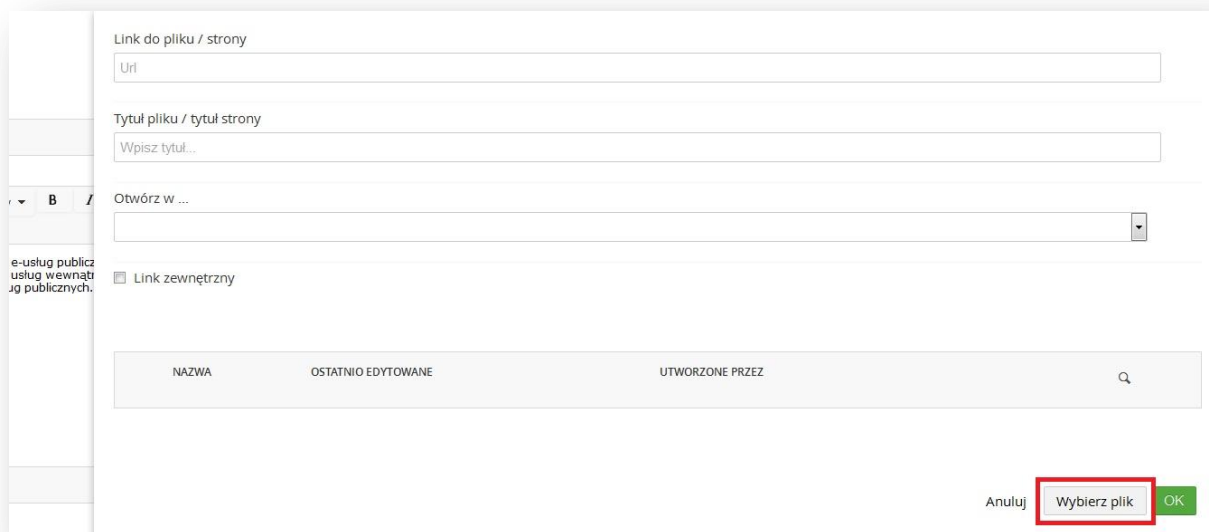 Link do pliku / strony
Url
Tytuł pliku / tytuł strony
Wpisz tytuł...
B I
Otwórz w ...
e-usług publicz
usług wewnątr
ug publicznych.
Link zewnętrzny
NAZWA OSTATNIO EDYTOWANE UTWORZONE PRZEZ
Anuluj Wybierz plik OK